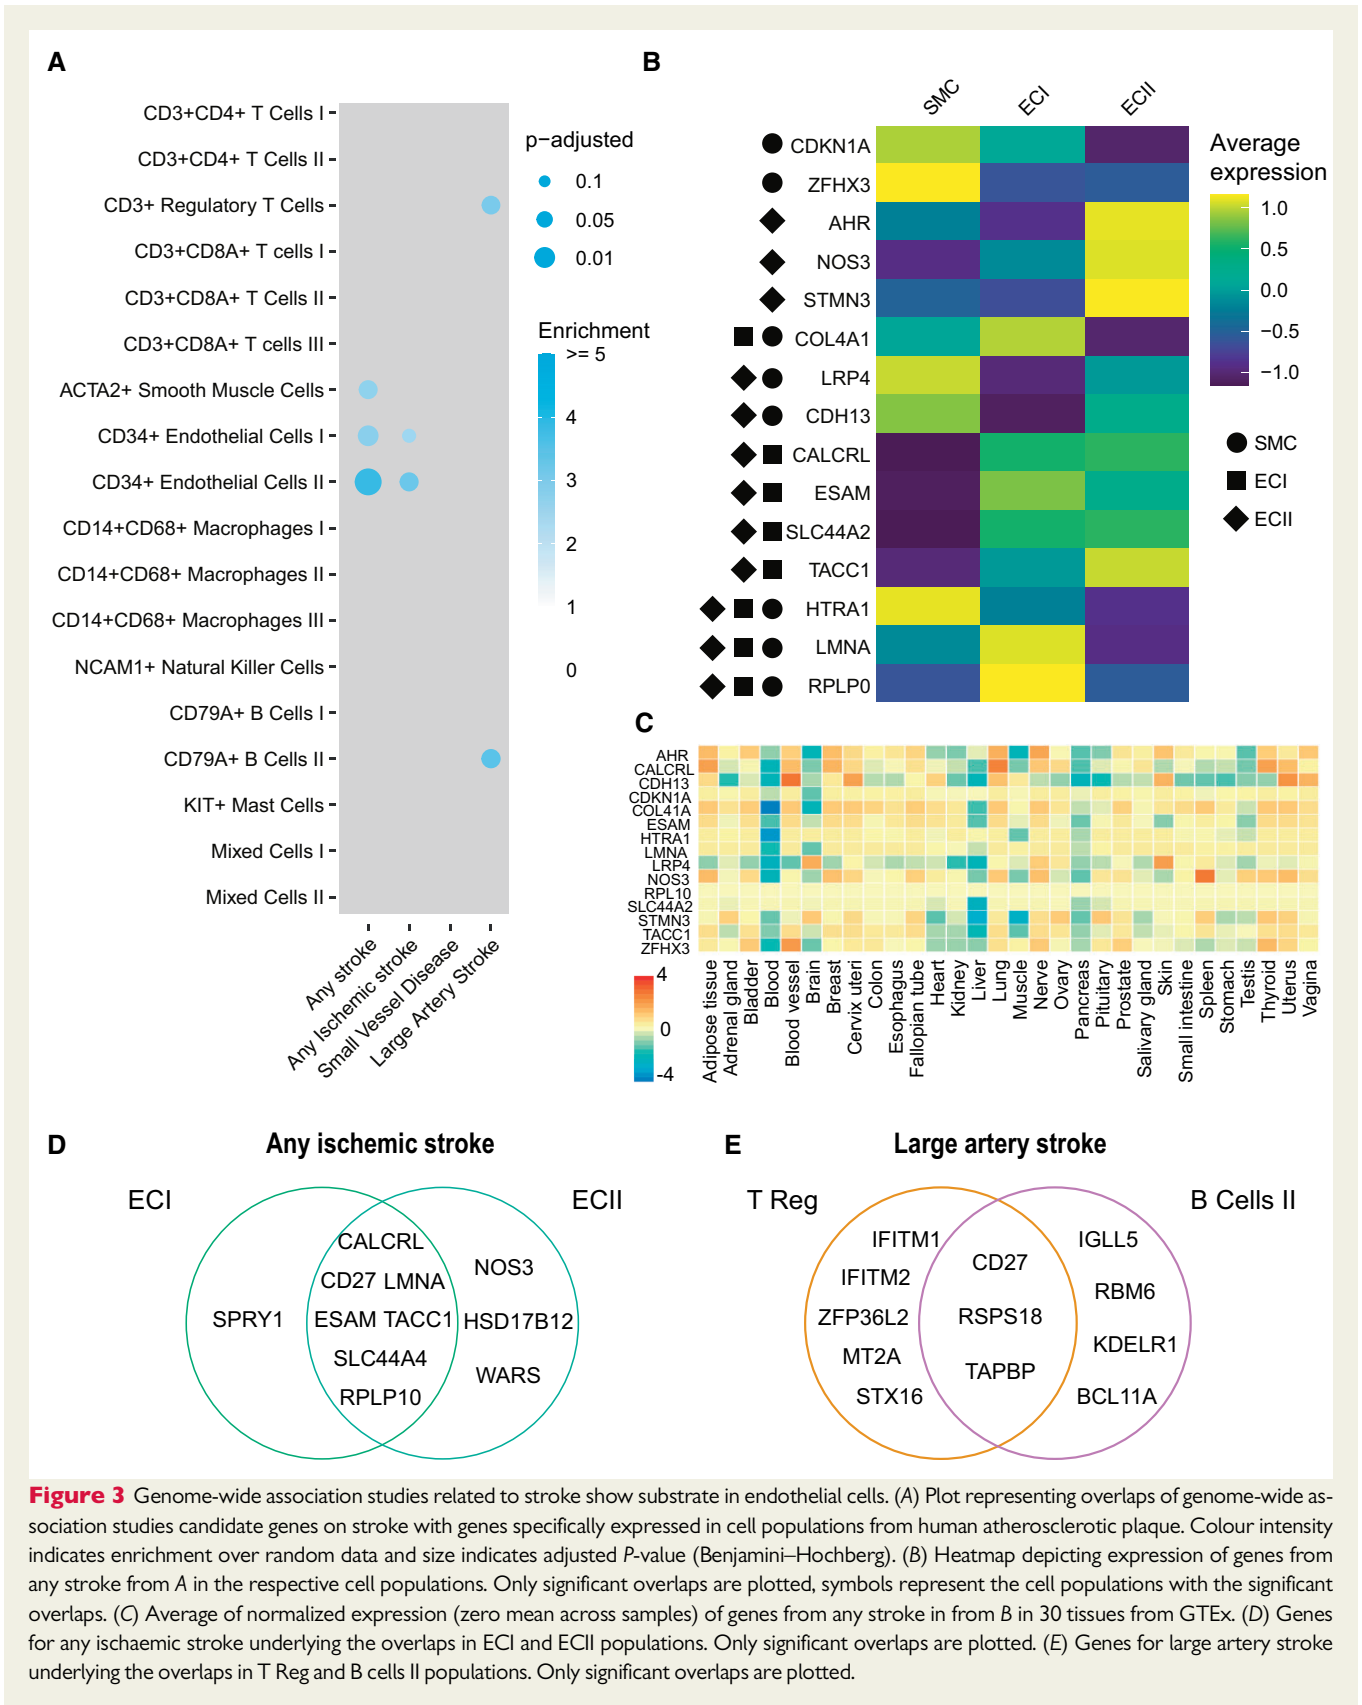 A
CD3+CD4+ T Cells I
CD3+CD4+ T Cells II
CD3+ Regulatory T Cells
CD3+CD8A+ T cells I
CD3+CD8A+ T Cells II
CD3+CD8A+ T cells III
ACTA2+ Smooth Muscle Cells
CD34+ Endothelial Cells I
CD34+ Endothelial Cells II
CD14+CD68+ Macrophages I
CD14+CD68+ Macrophages II
CD14+CD68+ Macrophages III
NCAM1+ Natural Killer Cells
CD79A+ B Cells I
CD79A+ B Cells II
KIT+ Mast Cells
Mixed Cells I
Mixed Cells II
Any stroke
Any Ischemic stroke
Small Vessel Disease
Large Artery Stroke
p−adjusted
0.1
0.05
0.01
Enrichment
>= 5
4
3
2
1
0
B
SMC
ECI
ECII
CDKN1A
ZFHX3
AHR
NOS3
STMN3
COL4A1
LRP4
CDH13
CALCRL
ESAM
SLC44A2
TACC1
HTRA1
LMNA
RPLP0
Average
expression
1.0
0.5
0.0
−0.5
−1.0
SMC
ECI
ECII
C
AHR
CALCRL
CDH13
CDKN1A
COL41A
ESAM
HTRA1
LMNA
LRP4
NOS3
RPL10
SLC44A2
STMN3
TACC1
ZFHX3
4
0
-4
Adipose tissue
Adrenal gland
Bladder
Blood
Blood vessel
Brain
Breast
Cervix uteri
Colon
Esophagus
Fallopian tube
Heart
Kidney
Liver
Lung
Muscle
Nerve
Ovary
Pancreas
Pituitary
Prostate
Salivary gland
Skin
Small intestine
Spleen
Stomach
Testis
Thyroid
Uterus
Vagina
D
Any ischemic stroke
ECI
ECII
SPRY1
CALCRL
CD27 LMNA
ESAM TACC1
SLC44A4
RPLP10
NOS3
HSD17B12
WARS
E
Large artery stroke
T Reg
B Cells II
IFITM1
IFITM2
ZFP36L2
MT2A
STX16
CD27
RSPS18
TAPBP
IGLL5
RBM6
KDELR1
BCL11A
Figure 3 Genome-wide association studies related to stroke show substrate in endothelial cells. (A) Plot representing overlaps of genome-wide as-
sociation studies candidate genes on stroke with genes specifically expressed in cell populations from human atherosclerotic plaque. Colour intensity
indicates enrichment over random data and size indicates adjusted P-value (Benjamini–Hochberg). (B) Heatmap depicting expression of genes from
any stroke from A in the respective cell populations. Only significant overlaps are plotted, symbols represent the cell populations with the significant
overlaps. (C) Average of normalized expression (zero mean across samples) of genes from any stroke in from B in 30 tissues from GTEx. (D) Genes
for any ischaemic stroke underlying the overlaps in ECI and ECII populations. Only significant overlaps are plotted. (E) Genes for large artery stroke
underlying the overlaps in T Reg and B cells II populations. Only significant overlaps are plotted.